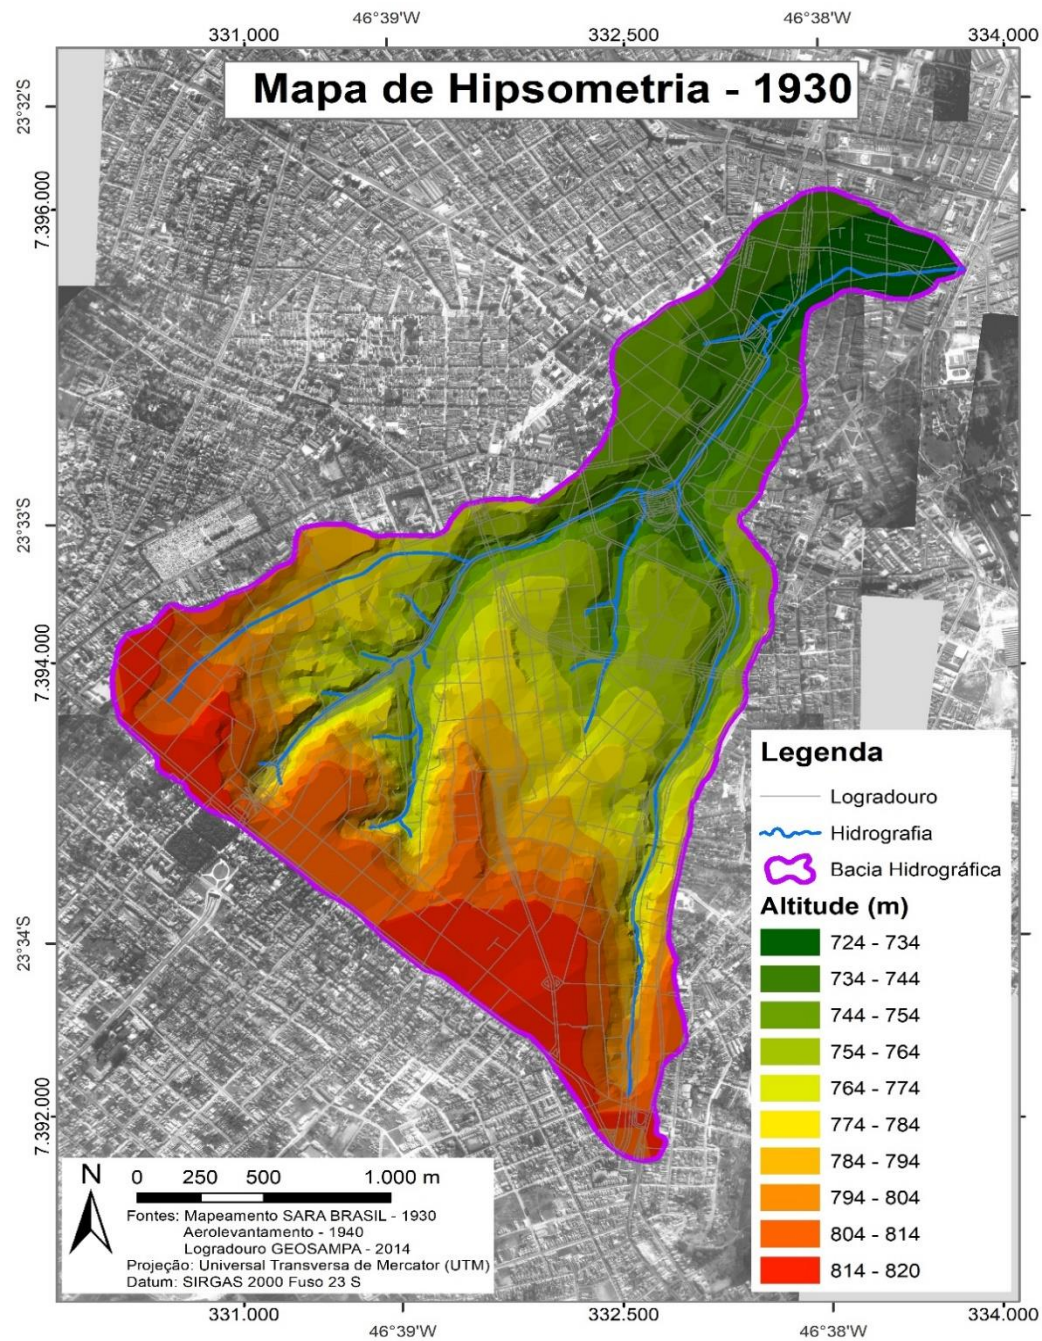 46°39'W 46°38'W
331.000 332.500 334.000
Mapa de Hipsometria - 1930
23°32'S
7.396.000
23°33'S
7.394.000
23°34'S
7.392.000
Legenda
Logradouro
Hidrografia
Bacia Hidrográfica
Altitude (m)
724 - 734
734 - 744
744 - 754
754 - 764
764 - 774
774 - 784
784 - 794
794 - 804
804 - 814
814 - 820
N
0 250 500 1.000 m
Fontes: Mapeamento SARA BRASIL - 1930
Aerolevantamento - 1940
Logradouro GEOSAMPA - 2014
Projeção: Universal Transversa de Mercator (UTM)
Datum: SIRGAS 2000 Fuso 23 S
331.000 332.500 334.000
46°39'W 46°38'W